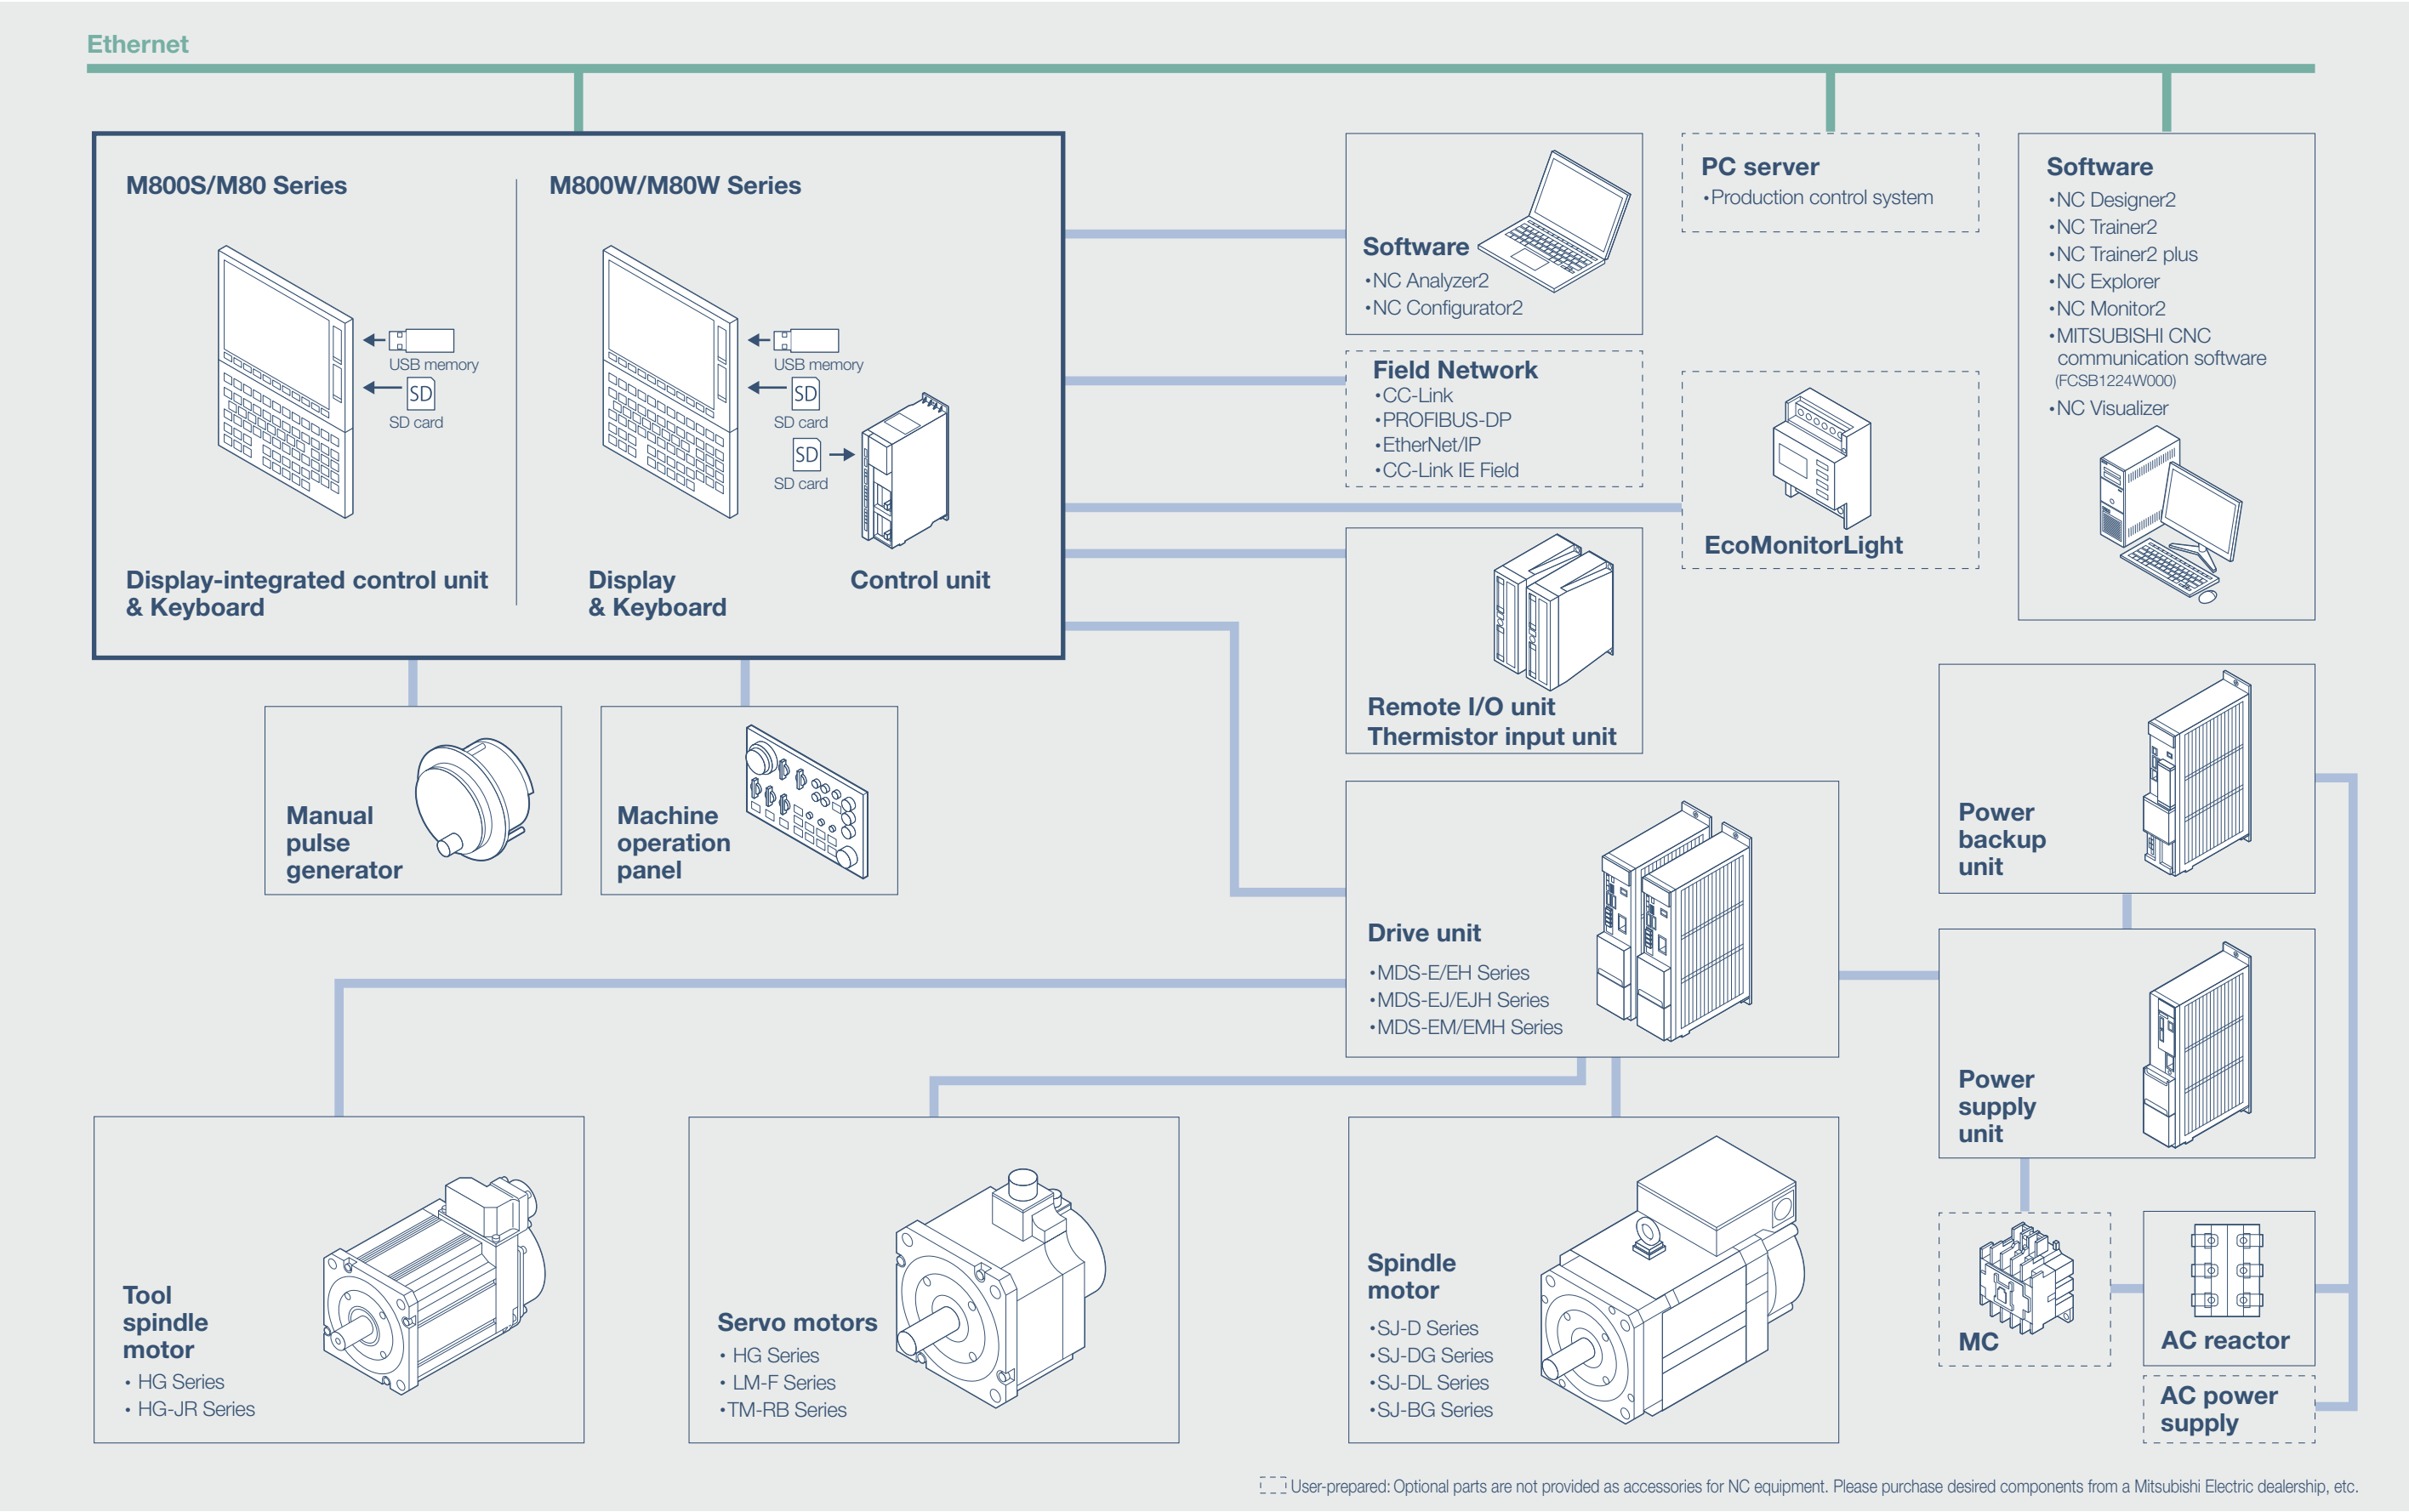 Ethernet
M800S/M80 Series
USB memory
SD
SD card
Display-integrated control unit
& Keyboard
M800W/M80W Series
USB memory
SD
SD card
SD
SD card
Display
& Keyboard
Control unit
Software
•NC Analyzer2
•NC Configurator2
PC server
•Production control system
Software
•NC Designer2
•NC Trainer2
•NC Trainer2 plus
•NC Explorer
•NC Monitor2
•MITSUBISHI CNC
communication software
(FCSB1224W000)
•NC Visualizer
Field Network
•CC-Link
•PROFIBUS-DP
•EtherNet/IP
•CC-Link IE Field
EcoMonitorLight
Remote I/O unit
Thermistor input unit
Manual
pulse
generator
Machine
operation
panel
Drive unit
•MDS-E/EH Series
•MDS-EJ/EJH Series
•MDS-EM/EMH Series
Power
backup
unit
Power
supply
unit
Tool
spindle
motor
• HG Series
• HG-JR Series
Servo motors
• HG Series
• LM-F Series
•TM-RB Series
Spindle
motor
•SJ-D Series
•SJ-DG Series
•SJ-DL Series
•SJ-BG Series
MC
AC reactor
AC power
supply
User-prepared: Optional parts are not provided as accessories for NC equipment. Please purchase desired components from a Mitsubishi Electric dealership, etc.